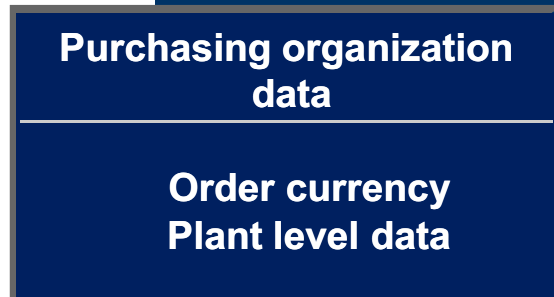 Purchasing organization
data
Order currency
Plant level data